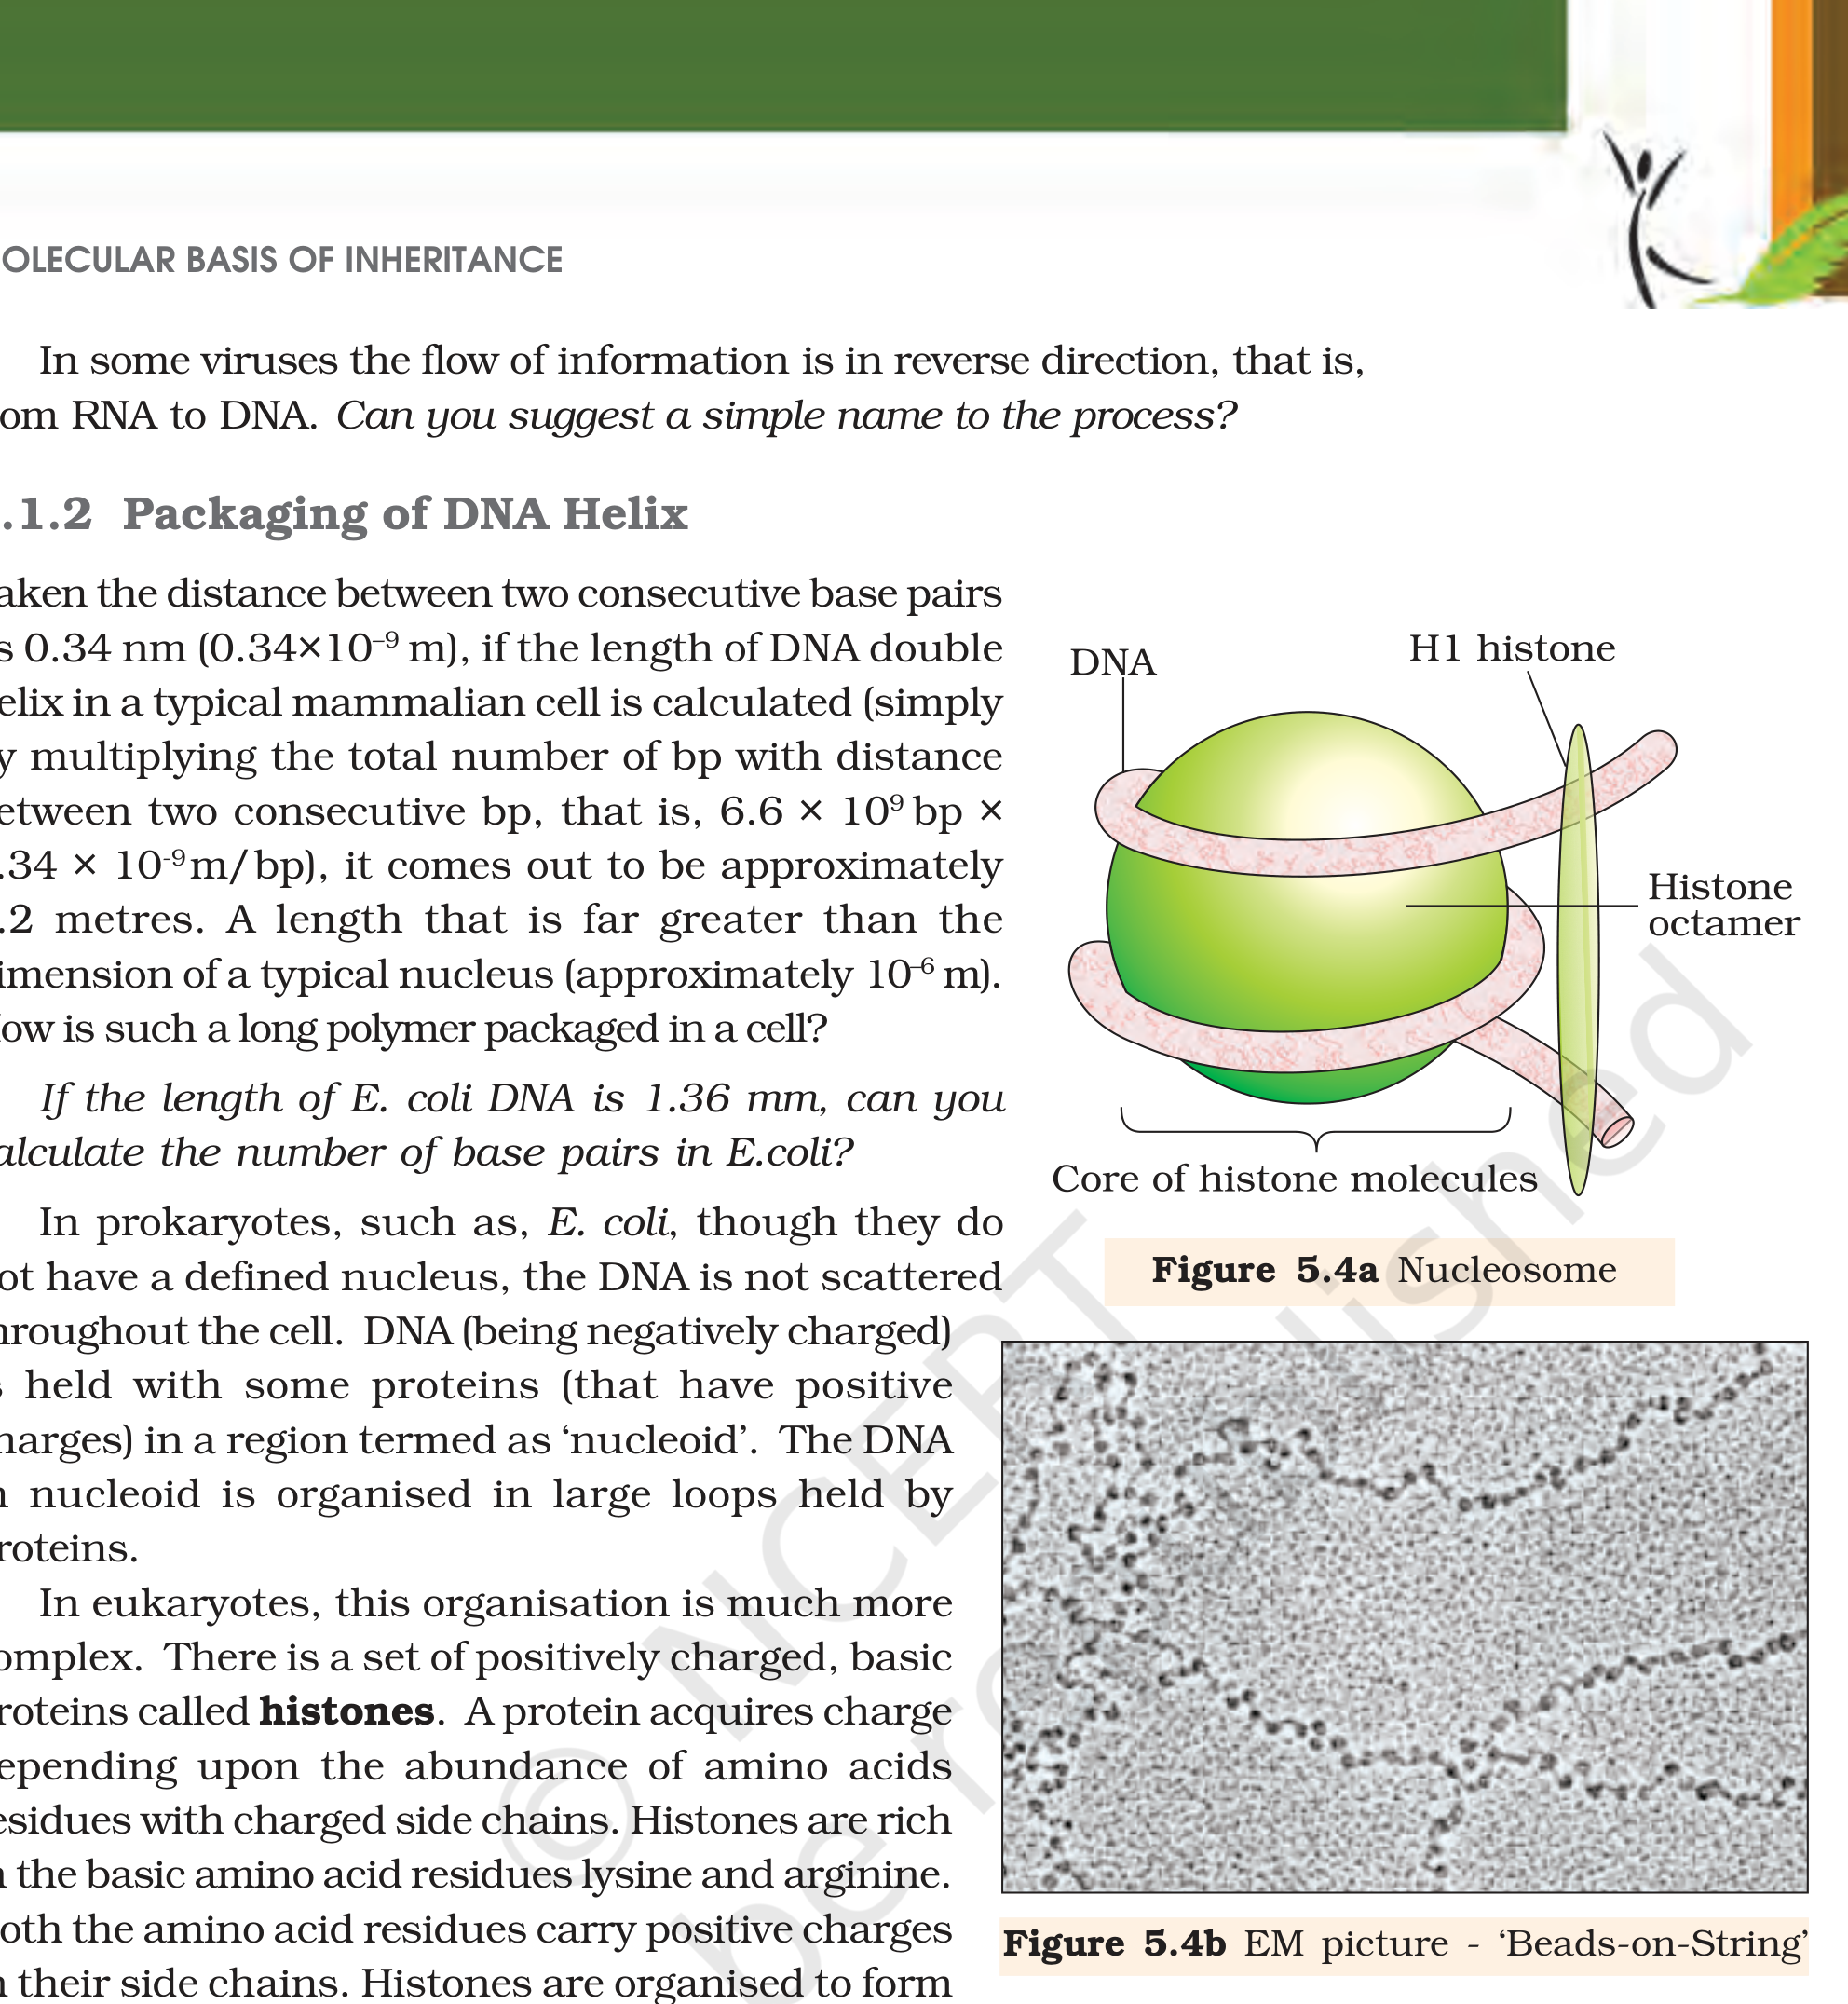 OLECULAR BASIS OF INHERITANCE
In some viruses the flow of information is in reverse direction, that is,
om RNA to DNA. Can you suggest a simple name to the process?
.1.2 Packaging of DNA Helix
aken the distance between two consecutive base pairs
s 0.34 nm (0.34×10⁻⁹ m), if the length of DNA double
elix in a typical mammalian cell is calculated (simply
y multiplying the total number of bp with distance
etween two consecutive bp, that is, 6.6 × 10⁹ bp ×
.34 × 10⁻⁹m/bp), it comes out to be approximately
.2 metres. A length that is far greater than the
imension of a typical nucleus (approximately 10⁻⁶ m).
ow is such a long polymer packaged in a cell?
If the length of E. coli DNA is 1.36 mm, can you
alculate the number of base pairs in E.coli?
In prokaryotes, such as, E. coli, though they do
ot have a defined nucleus, the DNA is not scattered
hroughout the cell. DNA (being negatively charged)
s held with some proteins (that have positive
harges) in a region termed as ‘nucleoid’. The DNA
n nucleoid is organised in large loops held by
roteins.
In eukaryotes, this organisation is much more
omplex. There is a set of positively charged, basic
roteins called histones. A protein acquires charge
epending upon the abundance of amino acids
esidues with charged side chains. Histones are rich
n the basic amino acid residues lysine and arginine.
oth the amino acid residues carry positive charges
n their side chains. Histones are organised to form
DNA
H1 histone
Histone
octamer
Core of histone molecules
Figure 5.4a Nucleosome
Figure 5.4b EM picture - ‘Beads-on-String’
© NCERT
be re
lished